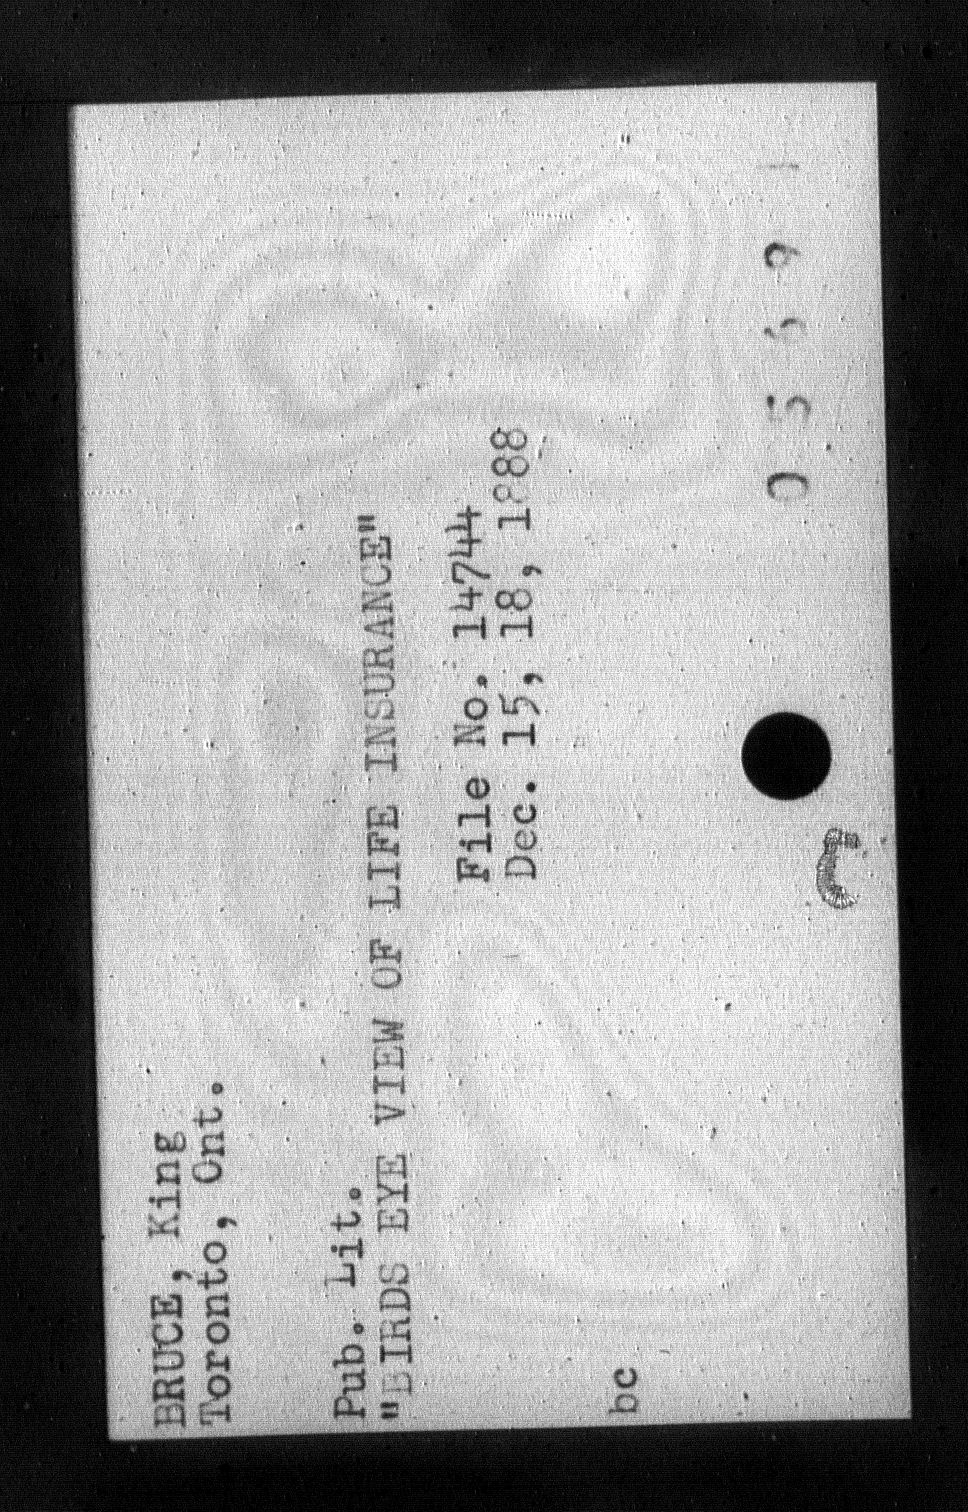 BRUCE, King
Toronto, Ont.
Pub. Lit.
"BIRDS EYE VIEW OF LIFE INSURANCE"
File No. 14744
Dec. 15, 18, 1888
bc